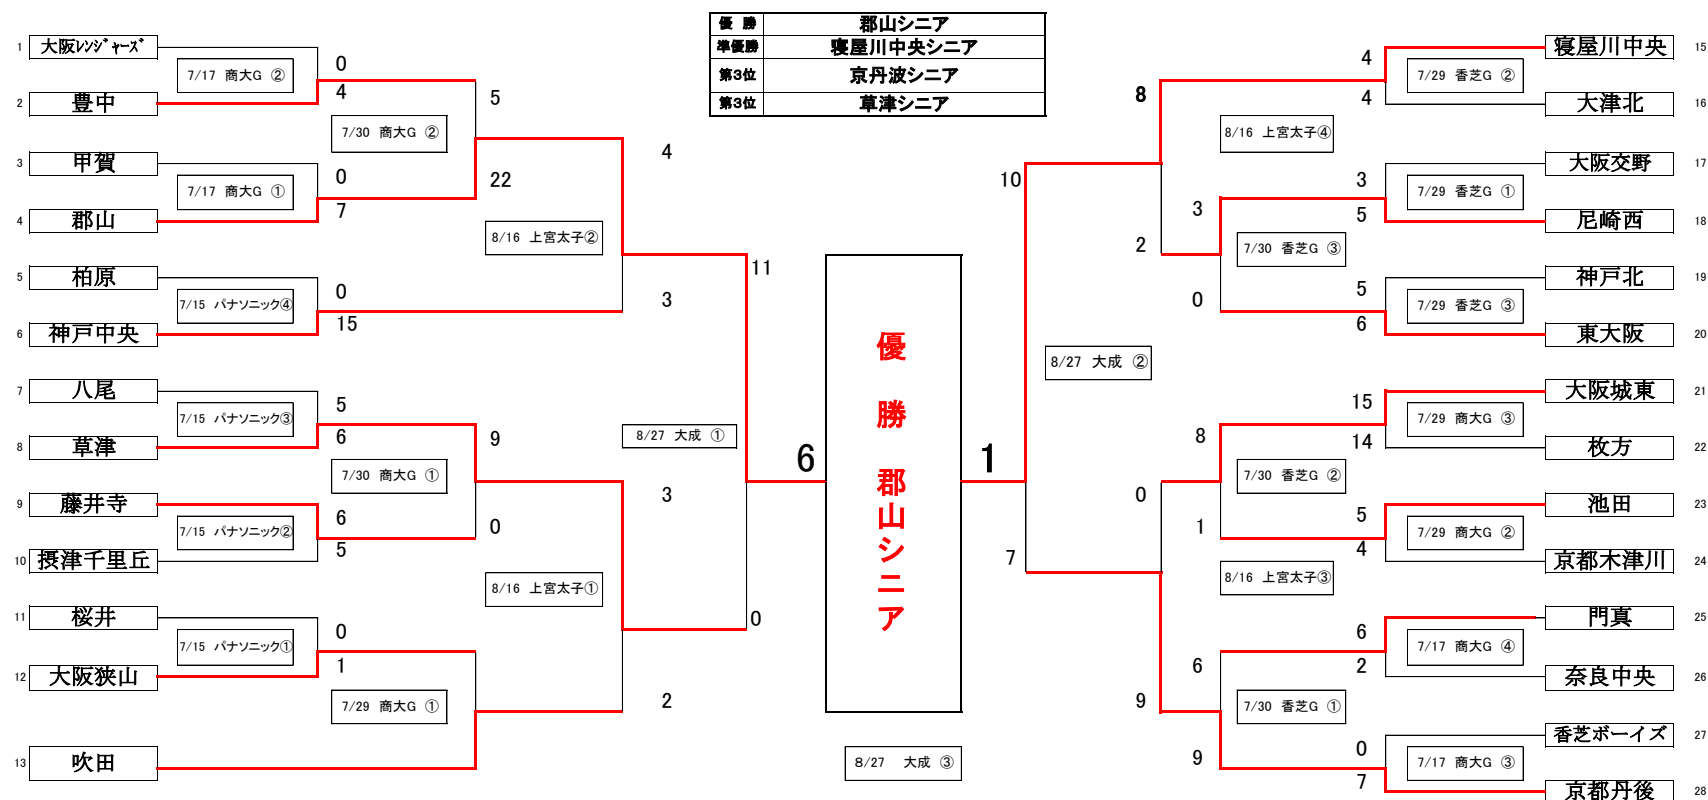 優 勝 郡山シニア
準優勝 寝屋川中央シニア
第3位 京丹波シニア
第3位 草津シニア
1 大阪ﾚﾝｼﾞｬｰｽﾞ
7/17 商大G ②
0
4
2 豊中
7/30 商大G ②
5
22
3 甲賀
7/17 商大G ①
0
7
4 郡山
8/16 上宮太子②
4
3
5 柏原
7/15 パナソニック④
0
15
6 神戸中央
11
7 八尾
7/15 パナソニック③
5
6
8 草津
7/30 商大G ①
9
0
9 藤井寺
7/15 パナソニック②
6
5
10 摂津千里丘
8/16 上宮太子①
3
2
11 桜井
7/15 パナソニック①
0
1
12 大阪狭山
7/29 商大G ①
13 吹田
8/27 大成 ①
0
6
優勝 郡山シニア
1
8/27 大成 ③
寝屋川中央 15
4
7/29 香芝G ②
4
大津北 16
8
8/16 上宮太子④
2
大阪交野 17
3
7/29 香芝G ①
5
尼崎西 18
3
7/30 香芝G ③
0
神戸北 19
5
7/29 香芝G ③
6
東大阪 20
10
8/27 大成 ②
7
大阪城東 21
15
7/29 商大G ③
14
枚方 22
8
7/30 香芝G ②
1
池田 23
5
7/29 商大G ②
4
京都木津川 24
0
8/16 上宮太子③
9
門真 25
6
7/17 商大G ④
2
奈良中央 26
6
7/30 香芝G ①
9
香芝ボーイズ 27
0
7/17 商大G ③
7
京都丹後 28